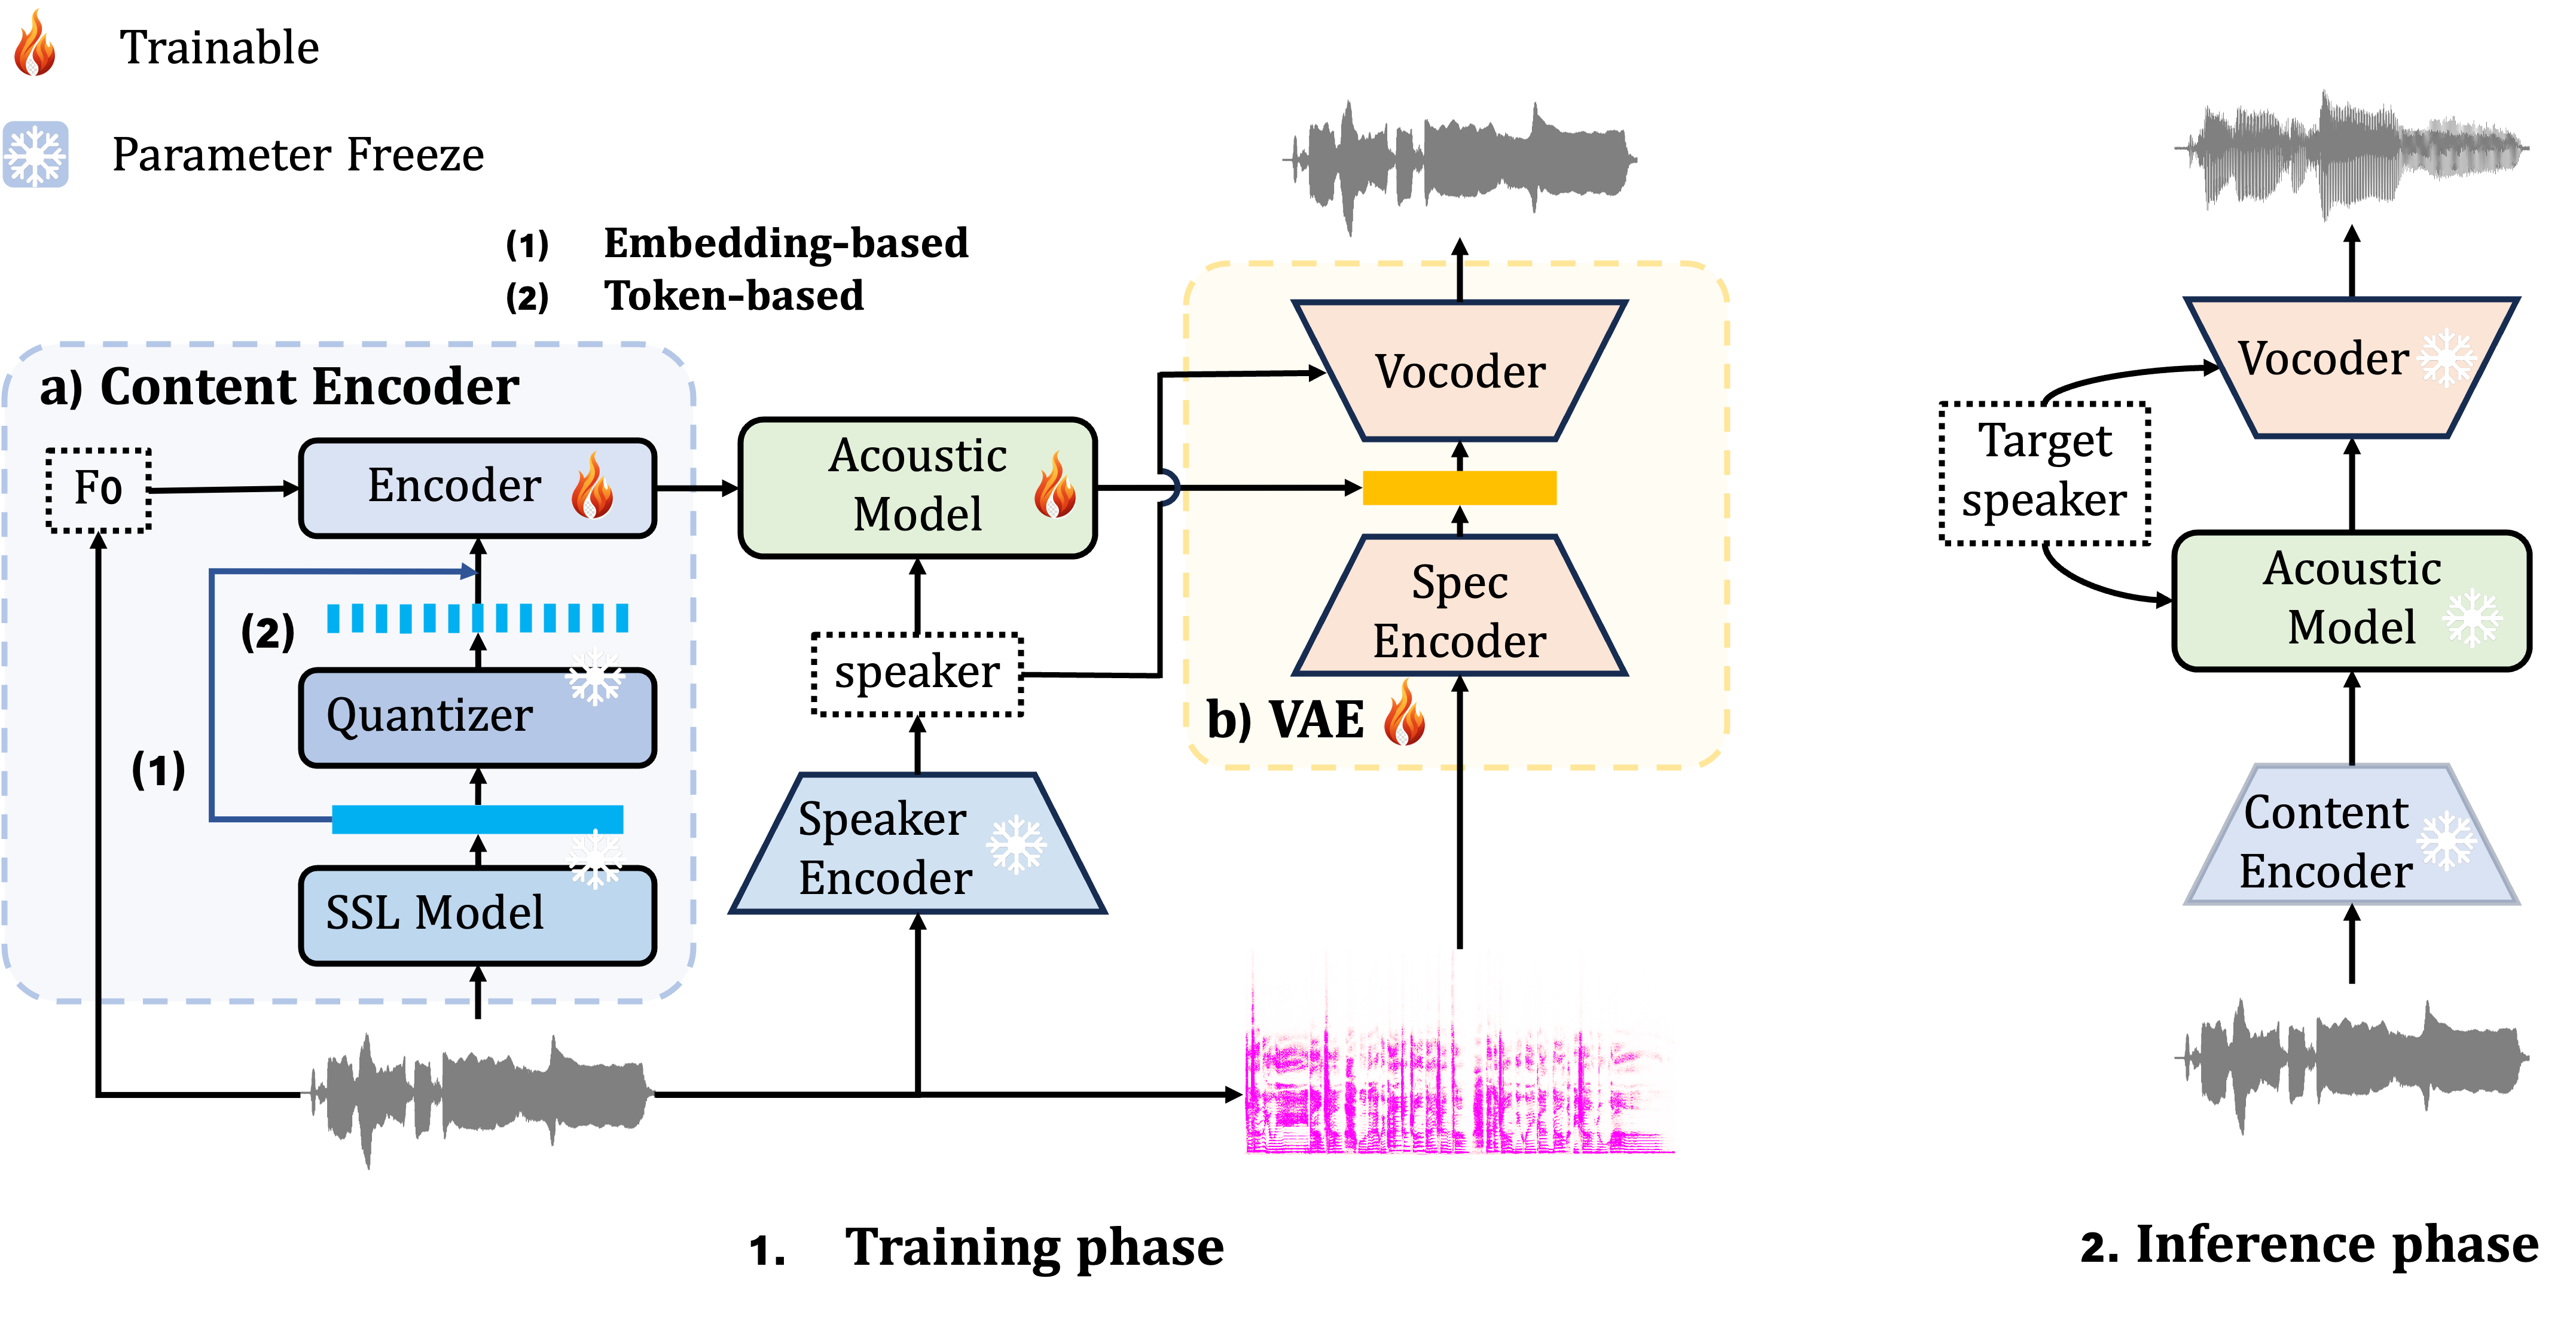 Trainable
Parameter Freeze
(1) Embedding-based
(2) Token-based
a) Content Encoder
F0
Encoder
(2)
Quantizer
(1)
SSL Model
Acoustic
Model
speaker
Speaker
Encoder
Vocoder
Spec
Encoder
b) VAE
1. Training phase
Vocoder
Target
speaker
Acoustic
Model
Content
Encoder
2. Inference phase